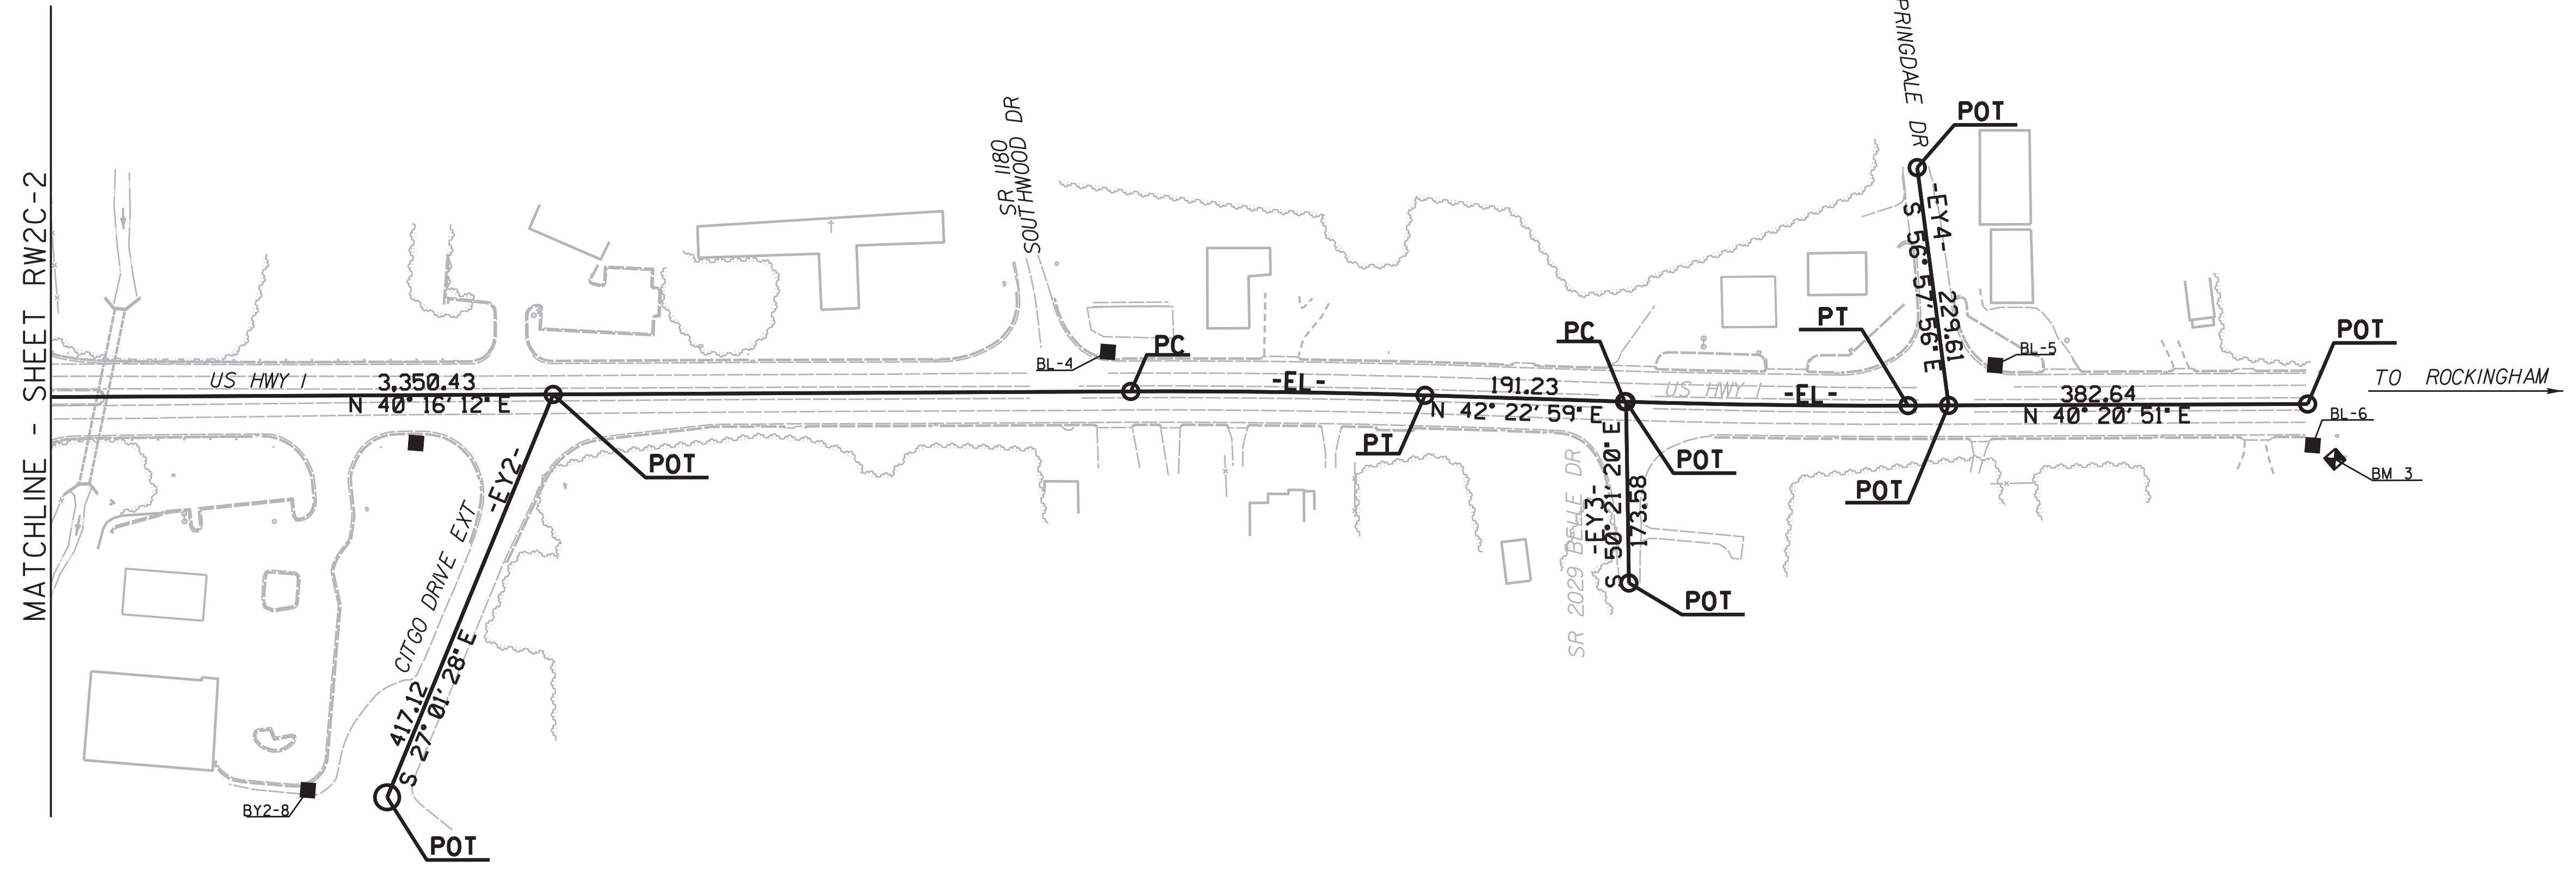 MATCHLINE - SHEET RW2C-2
US HWY 1
3,350.43
N 40° 16' 12" E
SR 1180
SOUTHWOOD DR
BL-4
PC
-EL-
PT
191.23
N 42° 22' 59" E
PC
US HWY 1
-EL-
PT
PRINGDALE DR
POT
-EY4-
S 56° 57' 56" E
229.61
BL-5
382.64
N 40° 20' 51" E
POT
TO ROCKINGHAM
BL-6
BM 3
POT
POT
POT
-EY2-
CITGO DRIVE EXT
417.12
S 27° 01' 28" E
BY2-8
POT
SR 2029 BELLE DR
-EY3-
S 50° 21' 20" E
173.58
POT